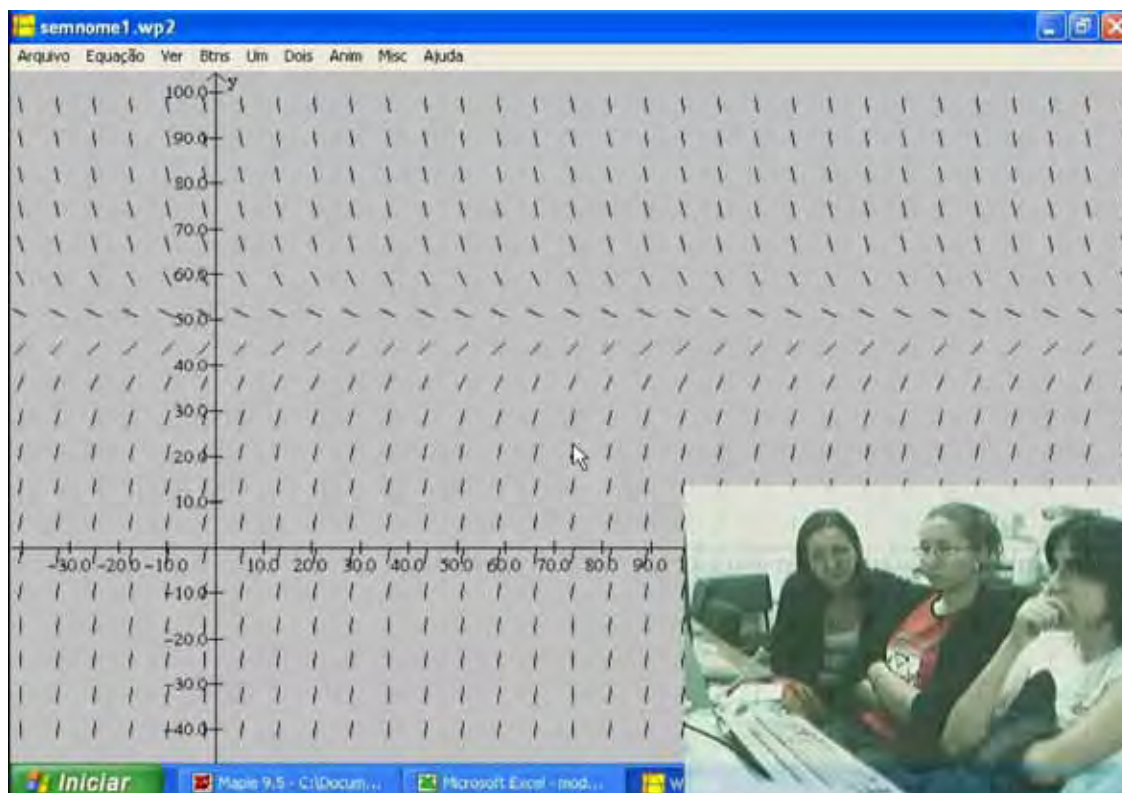 semnome1.wp2
Arquivo Equação Ver Btns Um Dois Anim Misc Ajuda
y
100.0
90.0
80.0
70.0
60.0
50.0
40.0
30.0
20.0
10.0
-30.0 -20.0 -10.0 10.0 20.0 30.0 40.0 50.0 60.0 70.0 80.0 90.0
-10.0
-20.0
-30.0
-40.0
Iniciar Maple 9.5 - C:\Docum... Microsoft Excel - mod... W